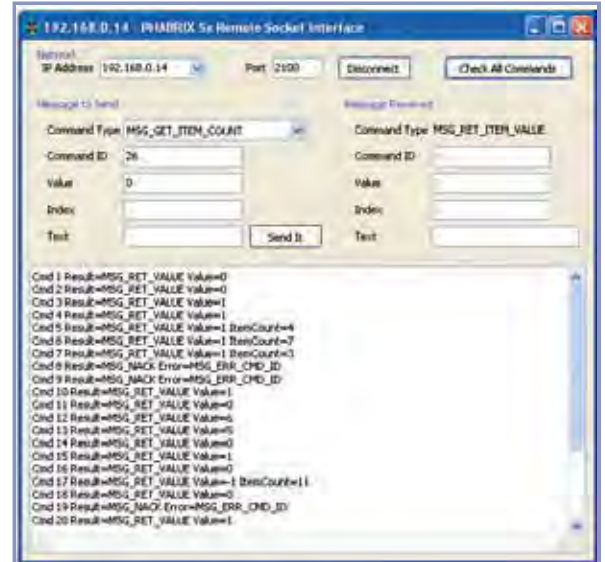 192.168.0.14 - PHABRIX Sx Remote Socket Interface
Network
IP Address 192.168.0.14 Port 2100 Disconnect Check All Commands
Message to Send Message Received
Command Type MSG_GET_ITEM_COUNT Command Type MSG_RET_ITEM_VALUE
Command ID 26 Command ID
Value 0 Value
Index Index
Text Send It Text
Cmd 1 Result=MSG_RET_VALUE Value=0
Cmd 2 Result=MSG_RET_VALUE Value=0
Cmd 3 Result=MSG_RET_VALUE Value=1
Cmd 4 Result=MSG_RET_VALUE Value=1
Cmd 5 Result=MSG_RET_VALUE Value=1 ItemCount=4
Cmd 6 Result=MSG_RET_VALUE Value=1 ItemCount=7
Cmd 7 Result=MSG_RET_VALUE Value=1 ItemCount=3
Cmd 8 Result=MSG_NACK Error=MSG_ERR_CMD_ID
Cmd 9 Result=MSG_NACK Error=MSG_ERR_CMD_ID
Cmd 10 Result=MSG_RET_VALUE Value=1
Cmd 11 Result=MSG_RET_VALUE Value=0
Cmd 12 Result=MSG_RET_VALUE Value=6
Cmd 13 Result=MSG_RET_VALUE Value=5
Cmd 14 Result=MSG_RET_VALUE Value=0
Cmd 15 Result=MSG_RET_VALUE Value=1
Cmd 16 Result=MSG_RET_VALUE Value=0
Cmd 17 Result=MSG_RET_VALUE Value=-1 ItemCount=11
Cmd 18 Result=MSG_RET_VALUE Value=0
Cmd 19 Result=MSG_NACK Error=MSG_ERR_CMD_ID
Cmd 20 Result=MSG_RET_VALUE Value=1